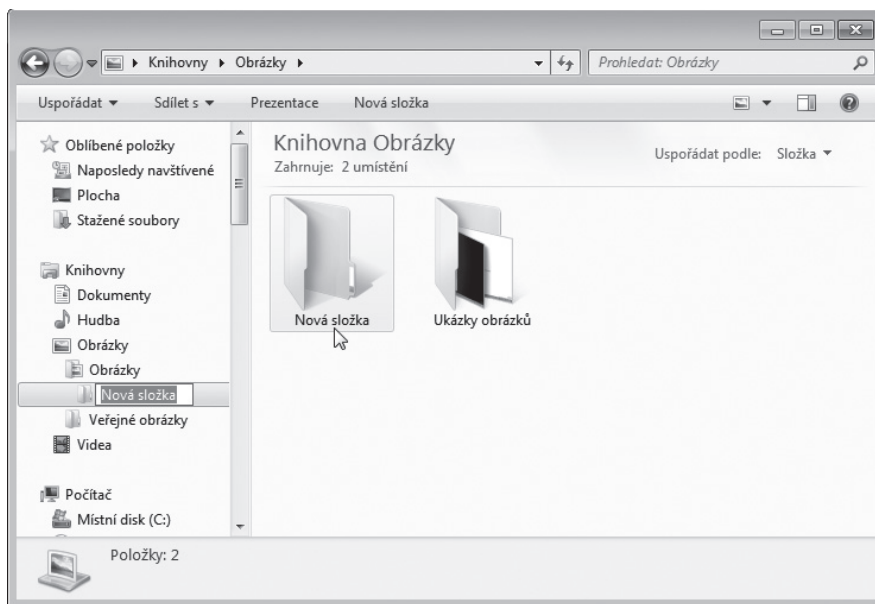 Knihovny Obrázky
Prohledat: Obrázky
Uspořádat Sdílet s Prezentace Nová složka
Oblíbené položky
Naposledy navštívené
Plocha
Stažené soubory
Knihovny
Dokumenty
Hudba
Obrázky
Obrázky
Nová složka
Veřejné obrázky
Videa
Počítač
Místní disk (C:)
Knihovna Obrázky
Zahrnuje: 2 umístění
Uspořádat podle: Složka
Nová složka
Ukázky obrázků
Položky: 2